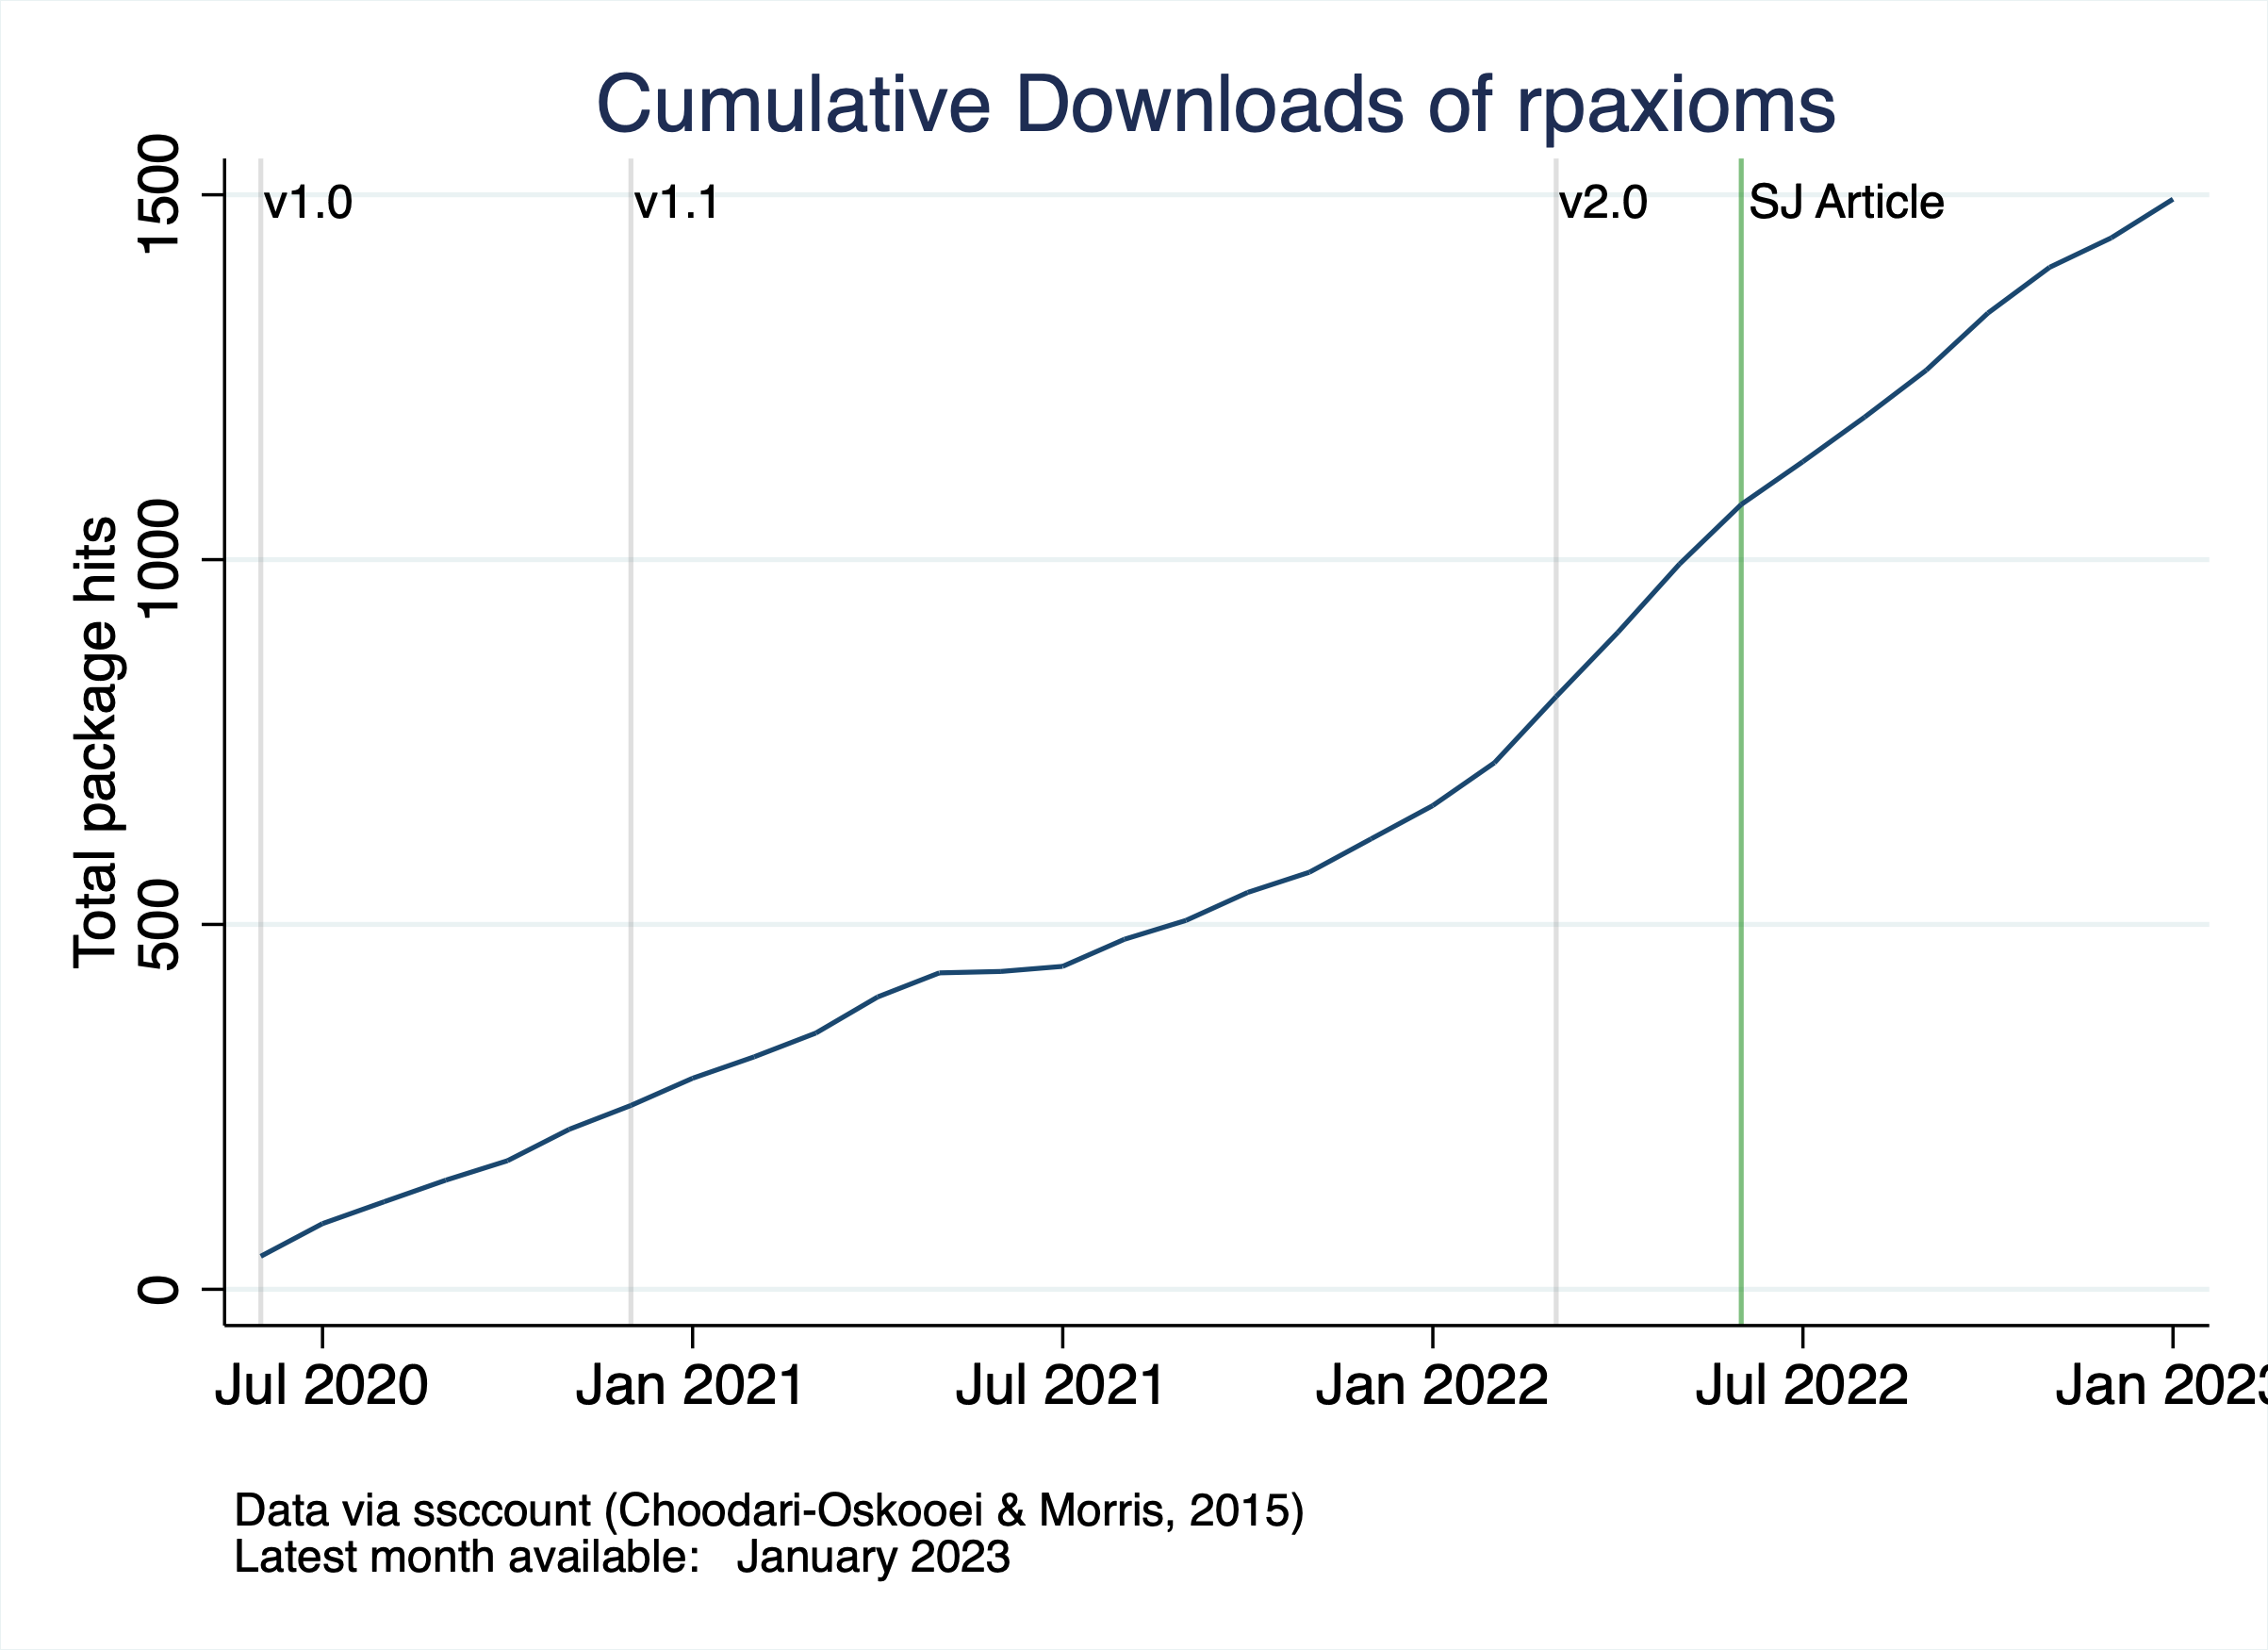 Cumulative Downloads of rpaxioms
1500
1000
500
0
Total package hits
v1.0
v1.1
v2.0
SJ Article
Jul 2020
Jan 2021
Jul 2021
Jan 2022
Jul 2022
Jan 2023
Data via ssccount (Choodari-Oskooei & Morris, 2015)
Latest month available: January 2023